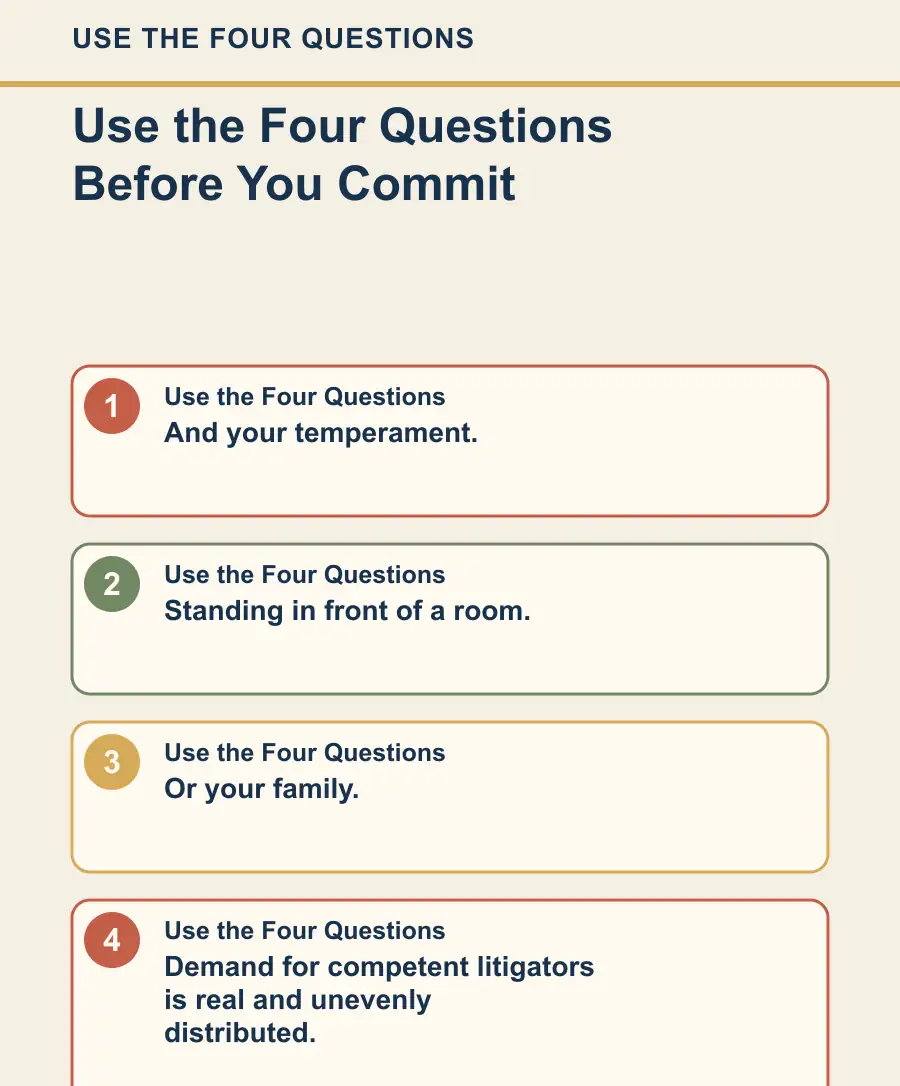 USE THE FOUR QUESTIONS
Use the Four Questions
Before You Commit
1
Use the Four Questions
And your temperament.
2
Use the Four Questions
Standing in front of a room.
3
Use the Four Questions
Or your family.
4
Use the Four Questions
Demand for competent litigators
is real and unevenly
distributed.